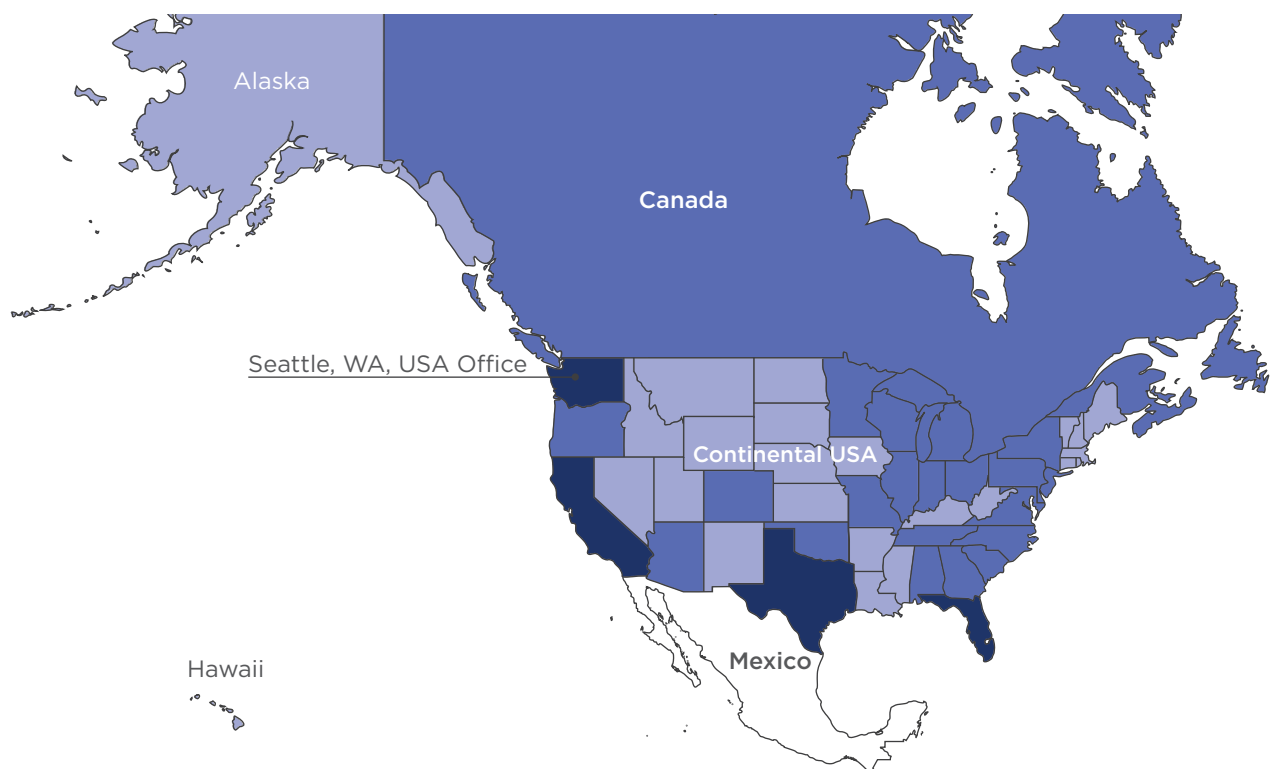 Alaska
Canada
Seattle, WA, USA Office
Continental USA
Mexico
Hawaii